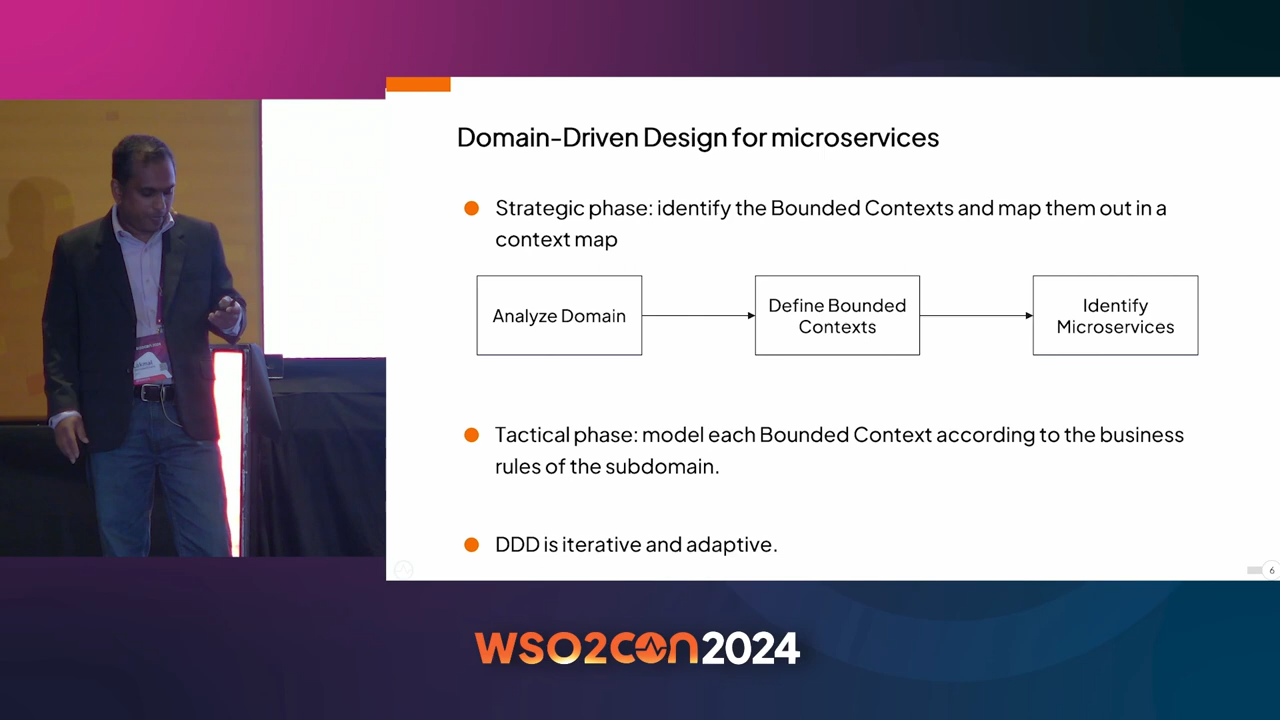 Domain-Driven Design for microservices
Strategic phase: identify the Bounded Contexts and map them out in a
context map
Analyze Domain
Define Bounded
Contexts
Identify
Microservices
Tactical phase: model each Bounded Context according to the business
rules of the subdomain.
DDD is iterative and adaptive.
6
WSO2CON2024